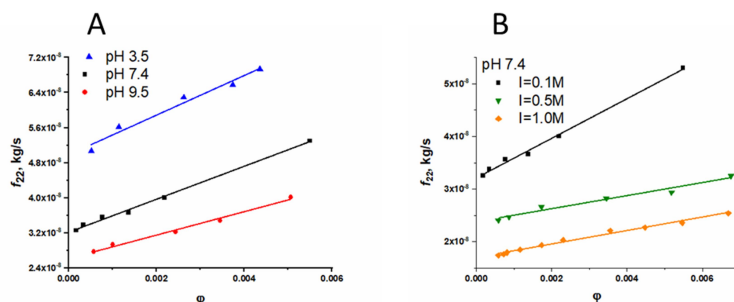 A
B
7.2x10⁻⁸
6.4x10⁻⁸
5.6x10⁻⁸
4.8x10⁻⁸
4.0x10⁻⁸
3.2x10⁻⁸
2.4x10⁻⁸
f₂₂, kg/s
pH 3.5
pH 7.4
pH 9.5
0.000
0.002
0.004
0.006
φ
5x10⁻⁸
4x10⁻⁸
3x10⁻⁸
2x10⁻⁸
f₂₂, kg/s
pH 7.4
I=0.1M
I=0.5M
I=1.0M
0.000
0.002
0.004
0.006
φ